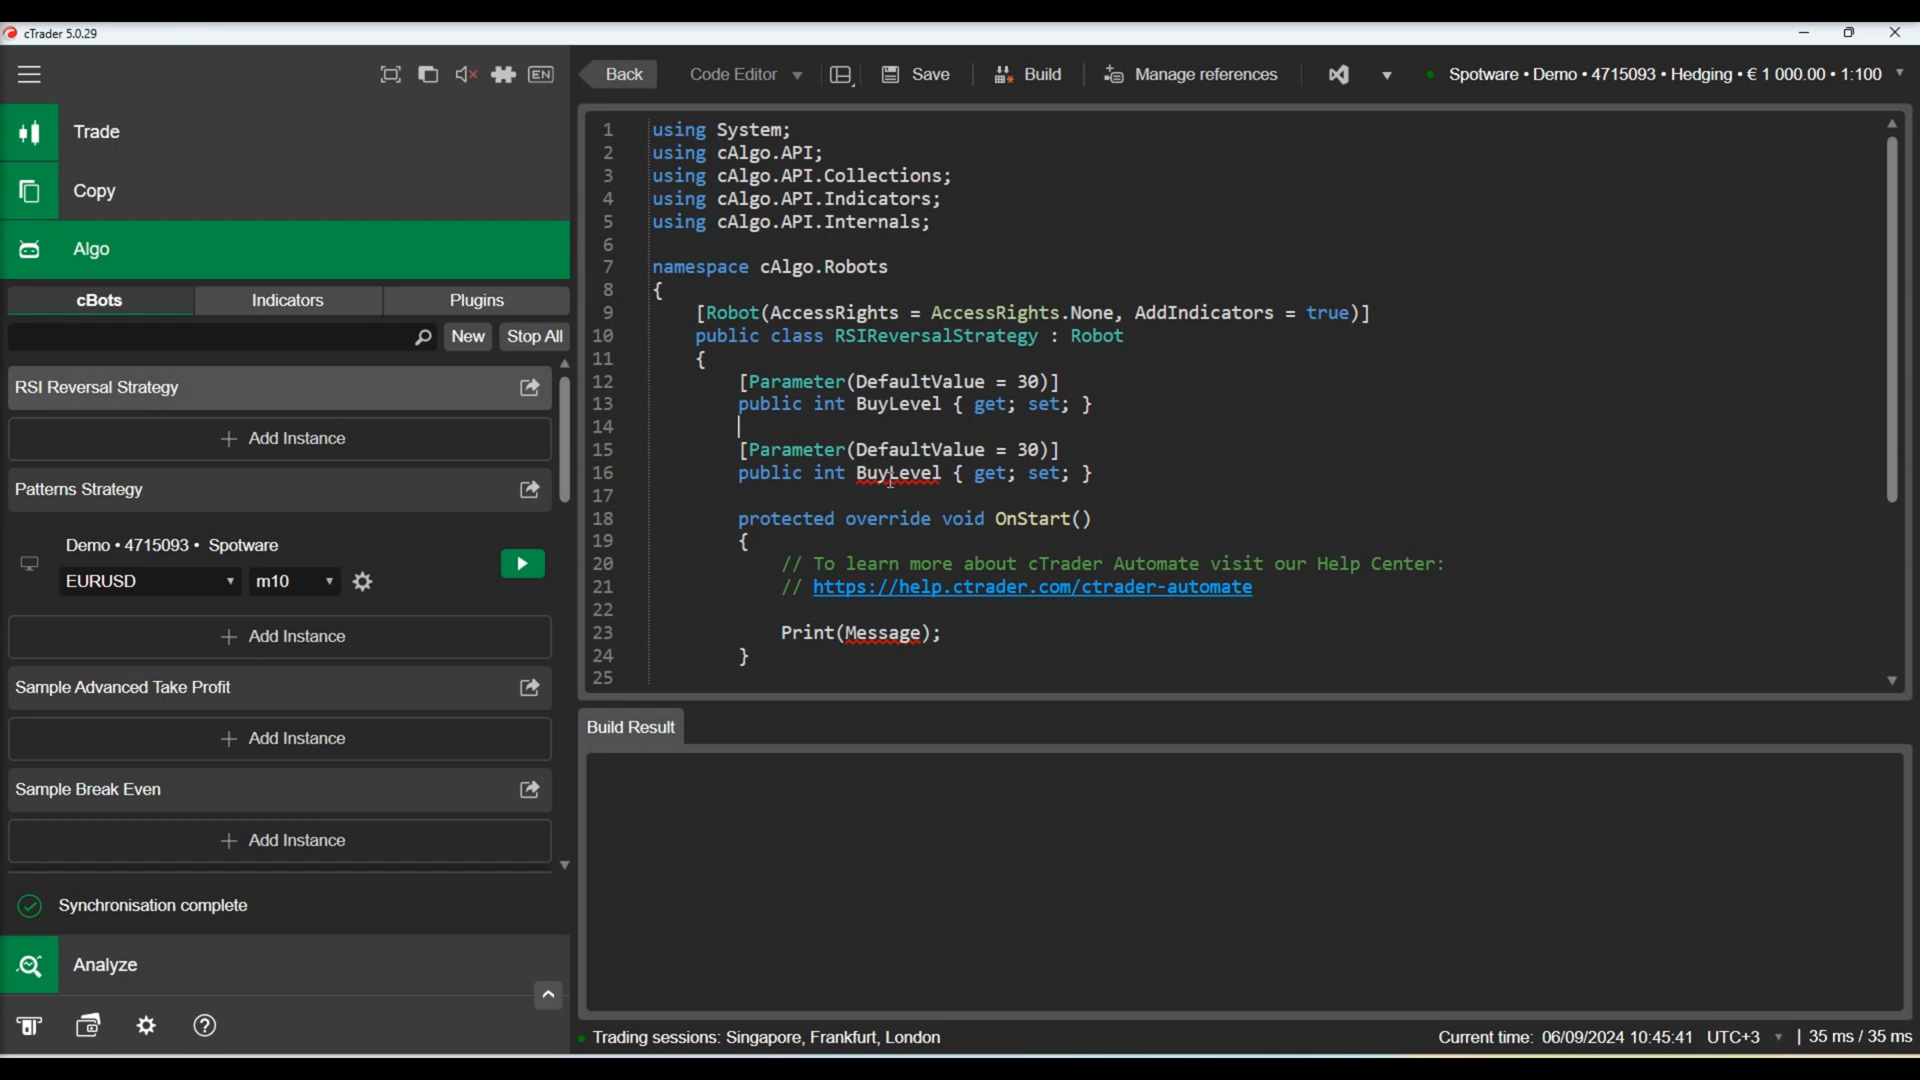 cTrader 5.0.29
EN
Back
Code Editor
Save
Build
Manage references
Spotware • Demo • 4715093 • Hedging • € 1 000.00 • 1:100
Trade
Copy
Algo
cBots
Indicators
Plugins
New
Stop All
RSI Reversal Strategy
Add Instance
Patterns Strategy
Demo • 4715093 • Spotware
EURUSD
m10
Add Instance
Sample Advanced Take Profit
Add Instance
Sample Break Even
Add Instance
Synchronisation complete
Analyze
1 using System;
2 using cAlgo.API;
3 using cAlgo.API.Collections;
4 using cAlgo.API.Indicators;
5 using cAlgo.API.Internals;
6
7 namespace cAlgo.Robots
8 {
9 [Robot(AccessRights = AccessRights.None, AddIndicators = true)]
10 public class RSIReversalStrategy : Robot
11 {
12 [Parameter(DefaultValue = 30)]
13 public int BuyLevel { get; set; }
14
15 [Parameter(DefaultValue = 30)]
16 public int BuyLevel { get; set; }
17
18 protected override void OnStart()
19 {
20 // To learn more about cTrader Automate visit our Help Center:
21 // https://help.ctrader.com/ctrader-automate
22
23 Print(Message);
24 }
25
Build Result
Trading sessions: Singapore, Frankfurt, London
Current time: 06/09/2024 10:45:41 UTC+3
35 ms / 35 ms